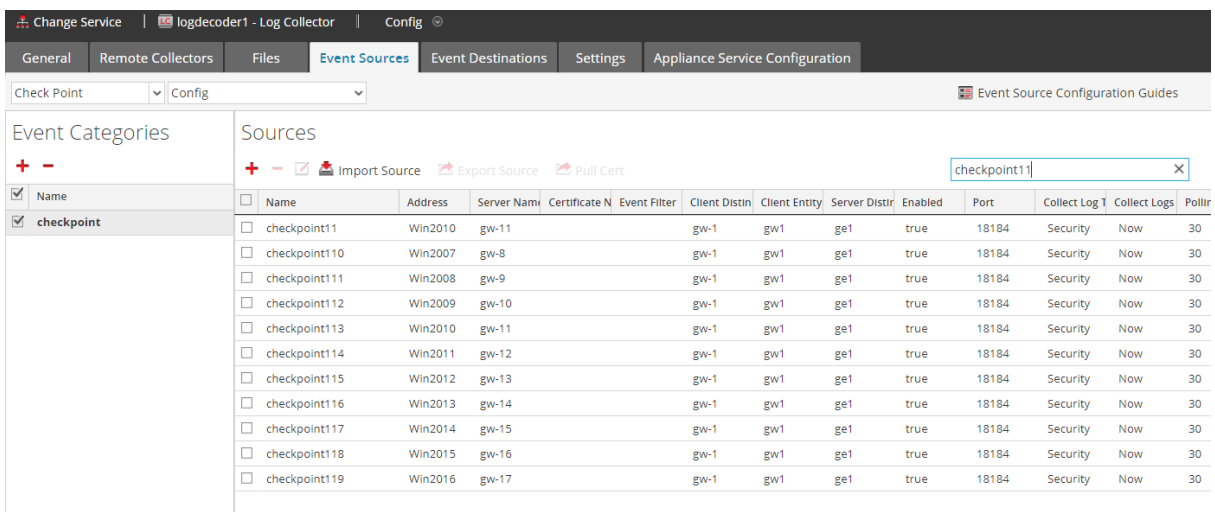 Change Service | LC logdecoder1 - Log Collector | Config
General Remote Collectors Files Event Sources Event Destinations Settings Appliance Service Configuration
Check Point Config Event Source Configuration Guides
Event Categories
Name
checkpoint
Sources
Import Source Export Source Pull Cert checkpoint11
Name Address Server Name Certificate N Event Filter Client Distin Client Entity Server Distin Enabled Port Collect Log T Collect Logs Pollin
checkpoint11 Win2010 gw-11 gw-1 gw1 ge1 true 18184 Security Now 30
checkpoint110 Win2007 gw-8 gw-1 gw1 ge1 true 18184 Security Now 30
checkpoint111 Win2008 gw-9 gw-1 gw1 ge1 true 18184 Security Now 30
checkpoint112 Win2009 gw-10 gw-1 gw1 ge1 true 18184 Security Now 30
checkpoint113 Win2010 gw-11 gw-1 gw1 ge1 true 18184 Security Now 30
checkpoint114 Win2011 gw-12 gw-1 gw1 ge1 true 18184 Security Now 30
checkpoint115 Win2012 gw-13 gw-1 gw1 ge1 true 18184 Security Now 30
checkpoint116 Win2013 gw-14 gw-1 gw1 ge1 true 18184 Security Now 30
checkpoint117 Win2014 gw-15 gw-1 gw1 ge1 true 18184 Security Now 30
checkpoint118 Win2015 gw-16 gw-1 gw1 ge1 true 18184 Security Now 30
checkpoint119 Win2016 gw-17 gw-1 gw1 ge1 true 18184 Security Now 30